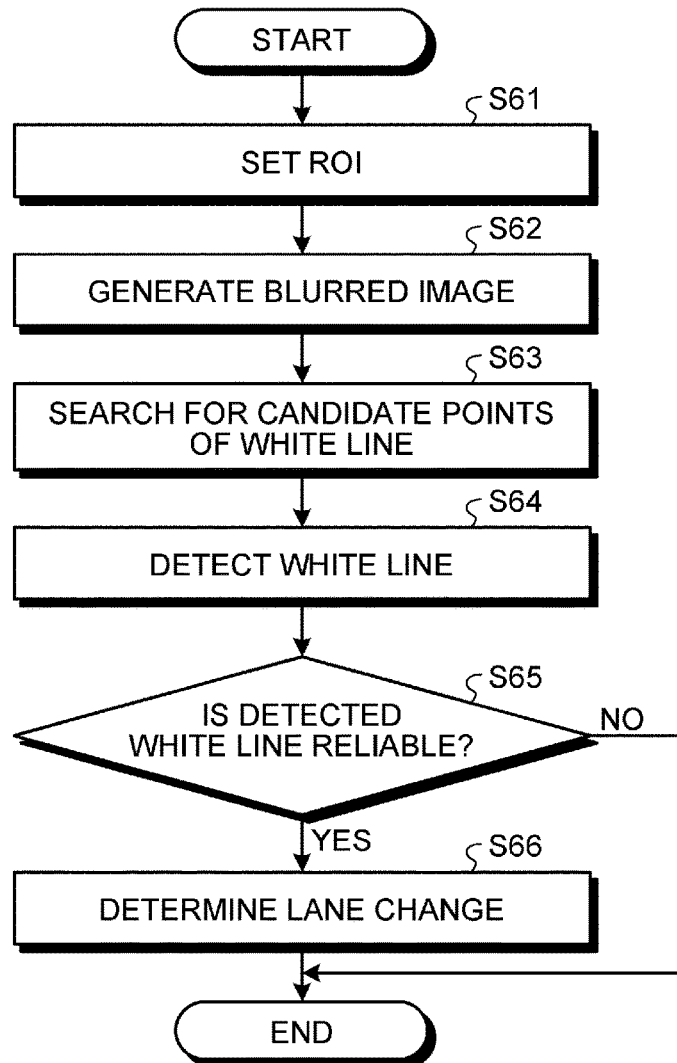 START
S61
SET ROI
S62
GENERATE BLURRED IMAGE
S63
SEARCH FOR CANDIDATE POINTS
OF WHITE LINE
S64
DETECT WHITE LINE
S65
IS DETECTED
WHITE LINE RELIABLE?
NO
YES
S66
DETERMINE LANE CHANGE
END